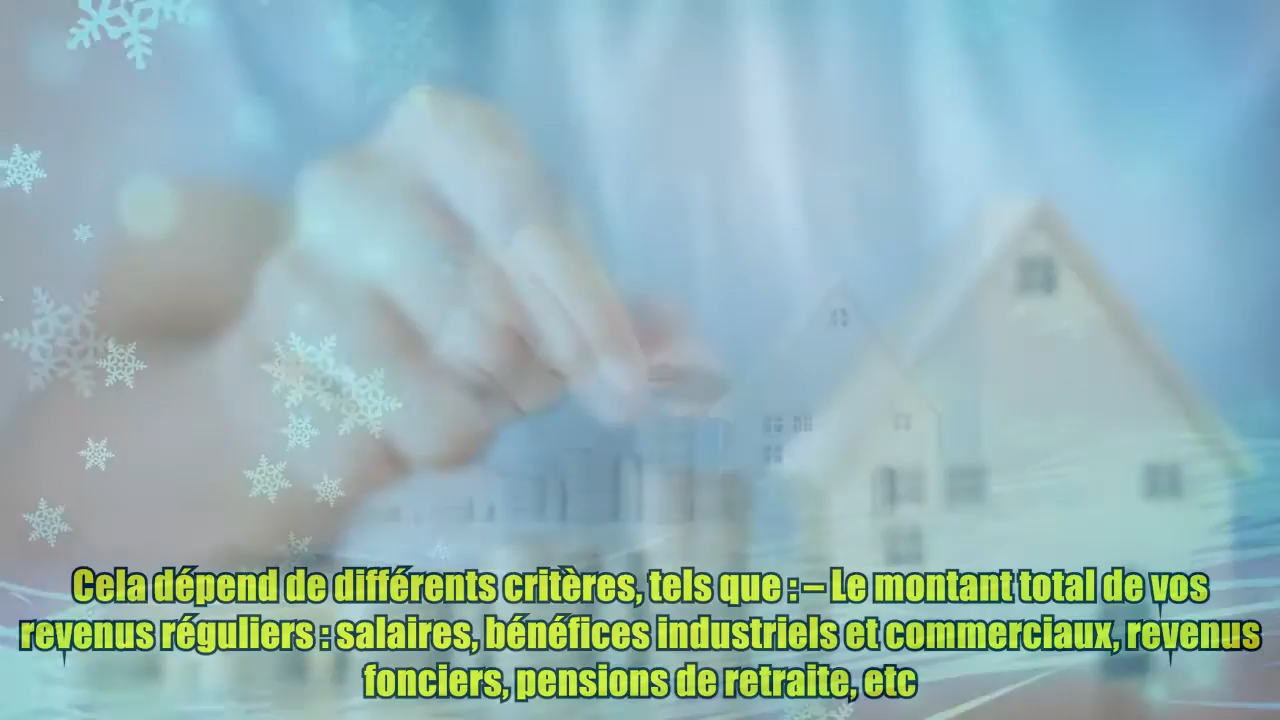 Cela dépend de différents critères, tels que : – Le montant total de vos
revenus réguliers : salaires, bénéfices industriels et commerciaux, revenus
fonciers, pensions de retraite, etc